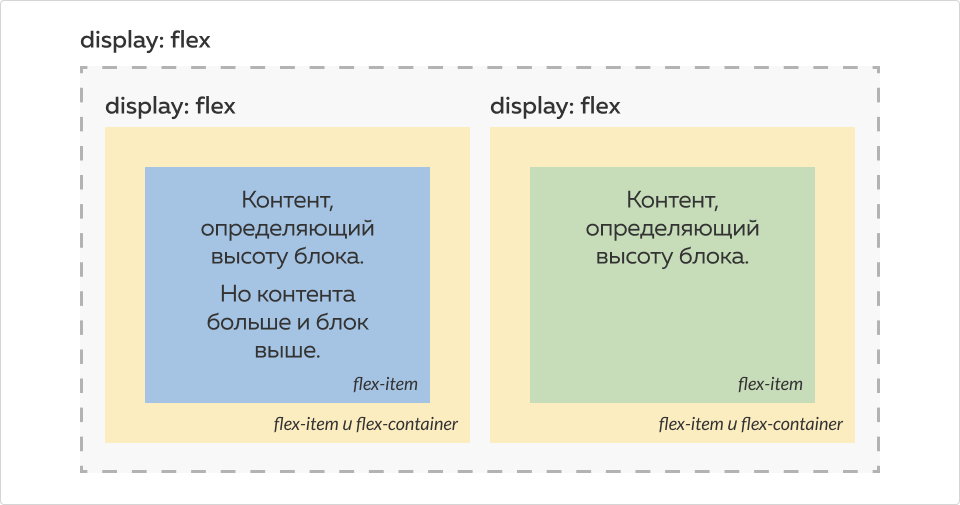 display: flex
display: flex
display: flex
Контент,
определяющий
высоту блока.
Но контента
больше и блок
выше.
flex-item
flex-item и flex-container
Контент,
определяющий
высоту блока.
flex-item
flex-item и flex-container